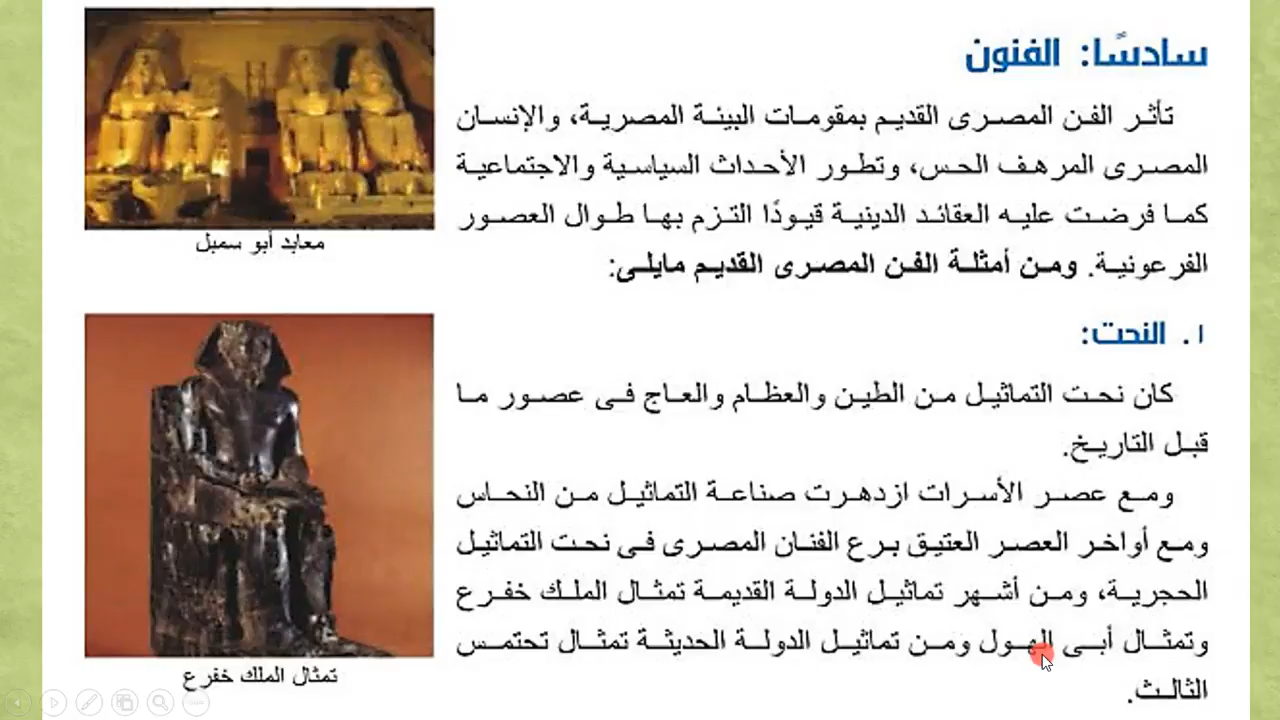 سادسًا: الفنون
تأثر الفن المصرى القديم بمقومات البيئة المصرية، والإنسان
المصرى المرهف الحس، وتطور الأحداث السياسية والاجتماعية
كما فرضت عليه العقائد الدينية قيودًا التزم بها طوال العصور
الفرعونية. ومن أمثلة الفن المصرى القديم مايلى:
معابد أبو سمبل
١. النحت:
كان نحت التماثيل من الطين والعظام والعاج فى عصور ما
قبل التاريخ.
ومع عصر الأسرات ازدهرت صناعة التماثيل من النحاس
ومع أواخر العصر العتيق برع الفنان المصرى فى نحت التماثيل
الحجرية، ومن أشهر تماثيل الدولة القديمة تمثال الملك خفرع
وتمثال أبى الهول ومن تماثيل الدولة الحديثة تمثال تحتمس
الثالث.
تمثال الملك خفرع